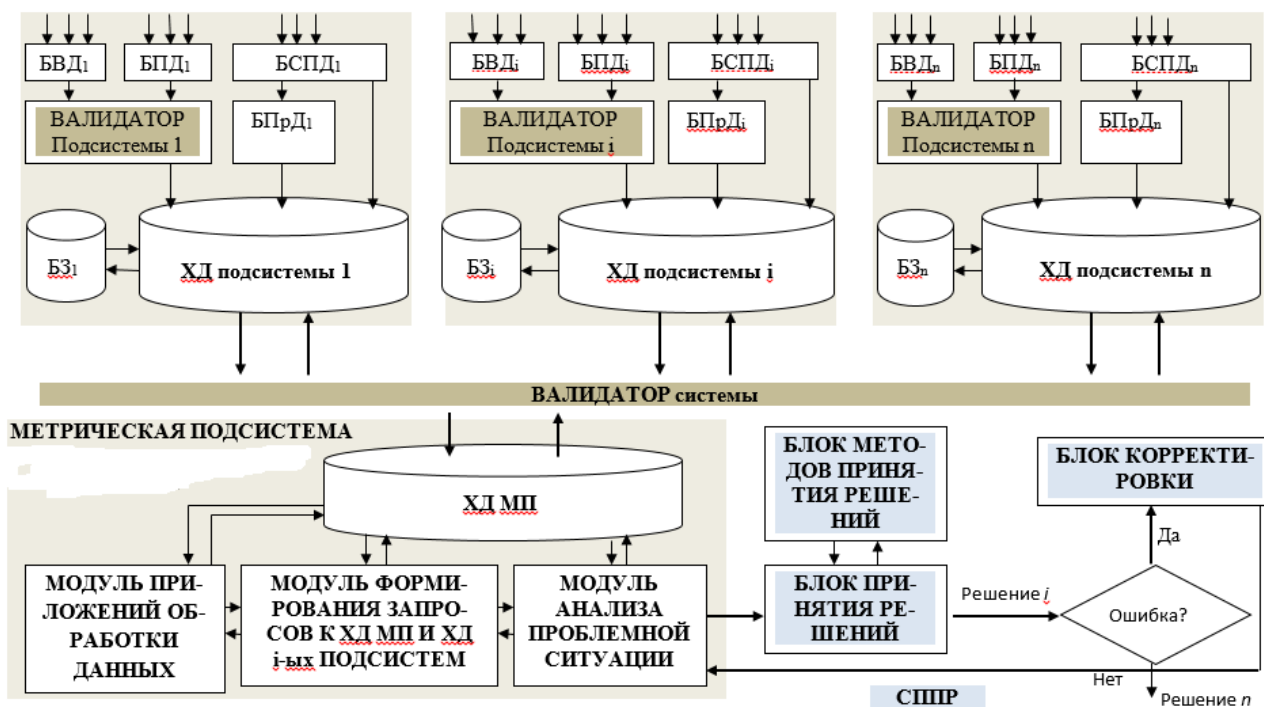 БВД1 БПД1 БСПД1
БВДi БПДi БСПДi
БВДn БПДn БСПДn
ВАЛИДАТОР
Подсистемы 1
БПрД1
ВАЛИДАТОР
Подсистемы i
БПрДi
ВАЛИДАТОР
Подсистемы n
БПрДn
БЗ1
ХД подсистемы 1
БЗi
ХД подсистемы i
БЗn
ХД подсистемы n
ВАЛИДАТОР системы
МЕТРИЧЕСКАЯ ПОДСИСТЕМА
ХД МП
БЛОК МЕТО-
ДОВ ПРИНЯ-
ТИЯ РЕШЕ-
НИЙ
БЛОК КОРРЕКТИ-
РОВКИ
Да
МОДУЛЬ ПРИ-
ЛОЖЕНИЙ ОБ-
РАБОТКИ
ДАННЫХ
МОДУЛЬ ФОРМИ-
РОВАНИЯ ЗАПРО-
СОВ К ХД МП И ХД
i-ых ПОДСИСТЕМ
МОДУЛЬ
АНАЛИЗА
ПРОБЛЕМНОЙ
СИТУАЦИИ
БЛОК ПРИ-
НЯТИЯ РЕ-
ШЕНИЙ
Решение i
Ошибка?
Нет
СППР
Решение n